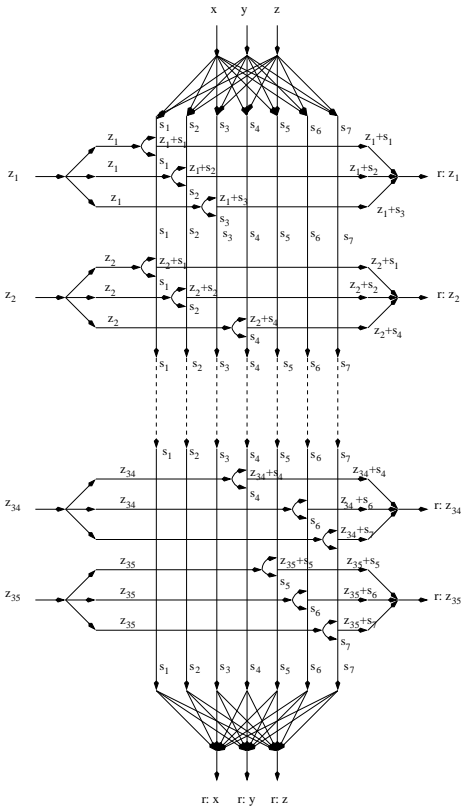 x y z
s₁ s₂ s₃ s₄ s₅ s₆ s₇
z₁ z₁+s₁ z₁+s₁
s₁
z₁ z₁ z₁+s₂ z₁+s₂ r: z₁
s₂
z₁ z₁+s₃ z₁+s₃
s₃
s₁ s₂ s₃ s₄ s₅ s₆ s₇
z₂ z₂+s₁ z₂+s₁
s₁
z₂ z₂ z₂+s₂ z₂+s₂ r: z₂
s₂
z₂ z₂+s₄ z₂+s₄
s₄
s₁ s₂ s₃ s₄ s₅ s₆ s₇
s₁ s₂ s₃ s₄ s₅ s₆ s₇
z₃₄ z₃₄+s₄ z₃₄+s₄
s₄
z₃₄ z₃₄ z₃₄+s₆ r: z₃₄
s₆
z₃₄+s₇
z₃₅ z₃₅+s₅ z₃₅+s₅
s₅
z₃₅ z₃₅ z₃₅+s₆ r: z₃₅
s₆
z₃₅ z₃₅+s₇
s₇
s₁ s₂ s₃ s₄ s₅ s₆ s₇
r: x r: y r: z